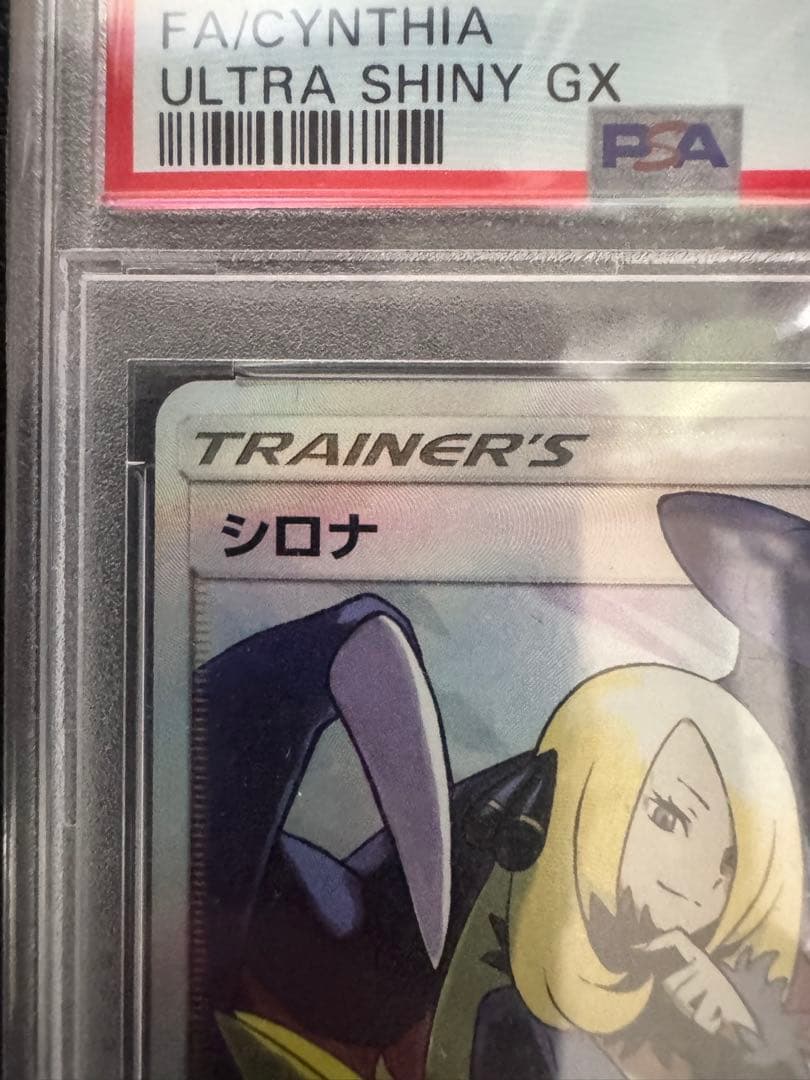 FA/CYNTHIA
ULTRA SHINY GX
PSA
TRAINER'S
シロナ